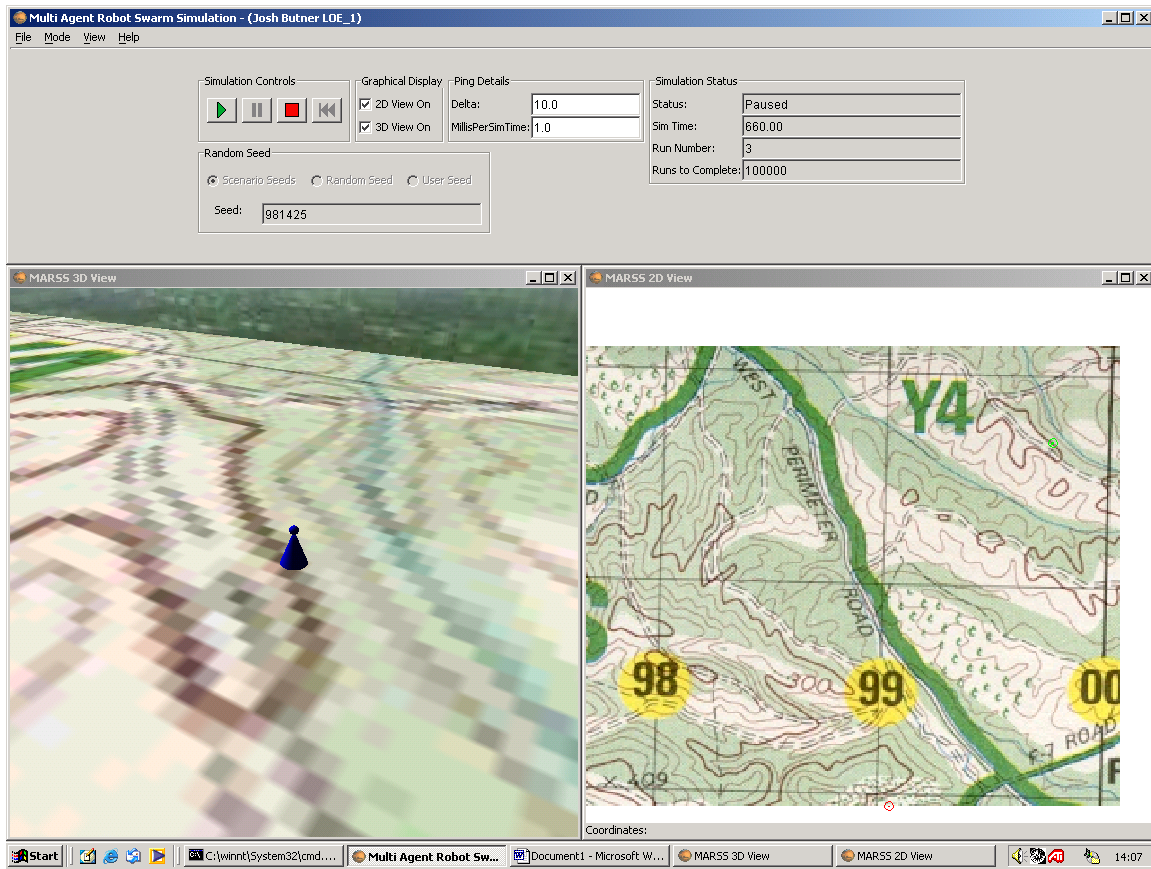 Multi Agent Robot Swarm Simulation - (Josh Butner LOE_1)
File Mode View Help
Simulation Controls
Graphical Display
2D View On
3D View On
Ping Details
Delta: 10.0
MillisPerSimTime: 1.0
Simulation Status
Status: Paused
Sim Time: 660.00
Run Number: 3
Runs to Complete: 100000
Random Seed
Scenario Seeds Random Seed User Seed
Seed: 981425
MARSS 3D View
MARSS 2D View
WEST
PERIMETER
ROAD
Y4
D
98
300
99
00
F-7 ROAD
x 409
F
Coordinates:
Start
C:\winnt\System32\cmd....
Multi Agent Robot Sw...
Document1 - Microsoft W...
MARSS 3D View
MARSS 2D View
14:07